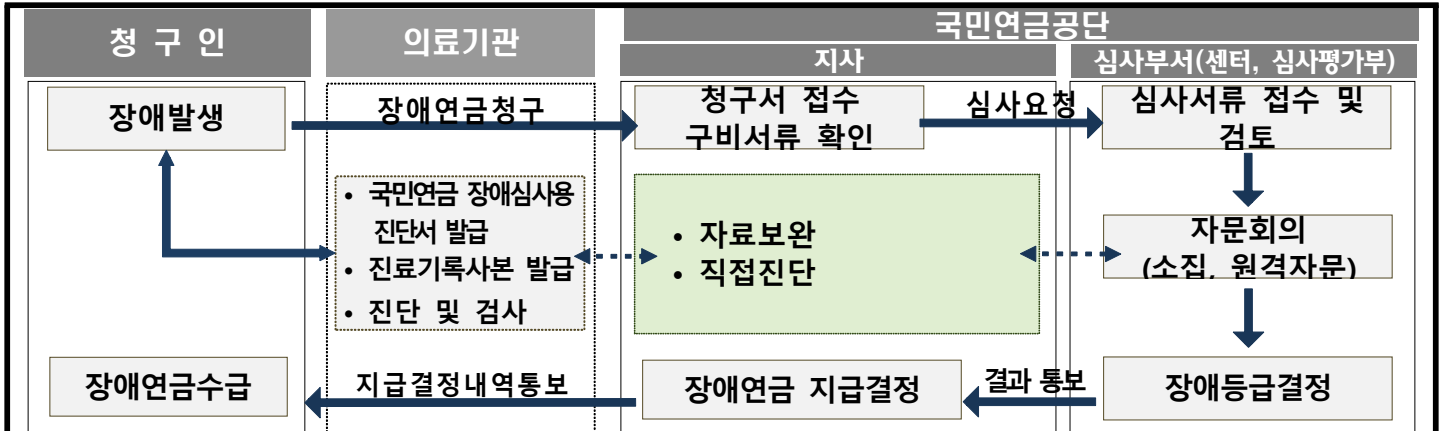 청 구 인
의료기관
국민연금공단
지사
심사부서(센터, 심사평가부)
장애발생
장애연금청구
청구서 접수
구비서류 확인
심사요청
심사서류 접수 및
검토
• 국민연금 장애심사용
진단서 발급
• 진료기록사본 발급
• 진단 및 검사
• 자료보완
• 직접진단
자문회의
(소집, 원격자문)
장애연금수급
지급결정내역통보
장애연금 지급결정
결과 통보
장애등급결정